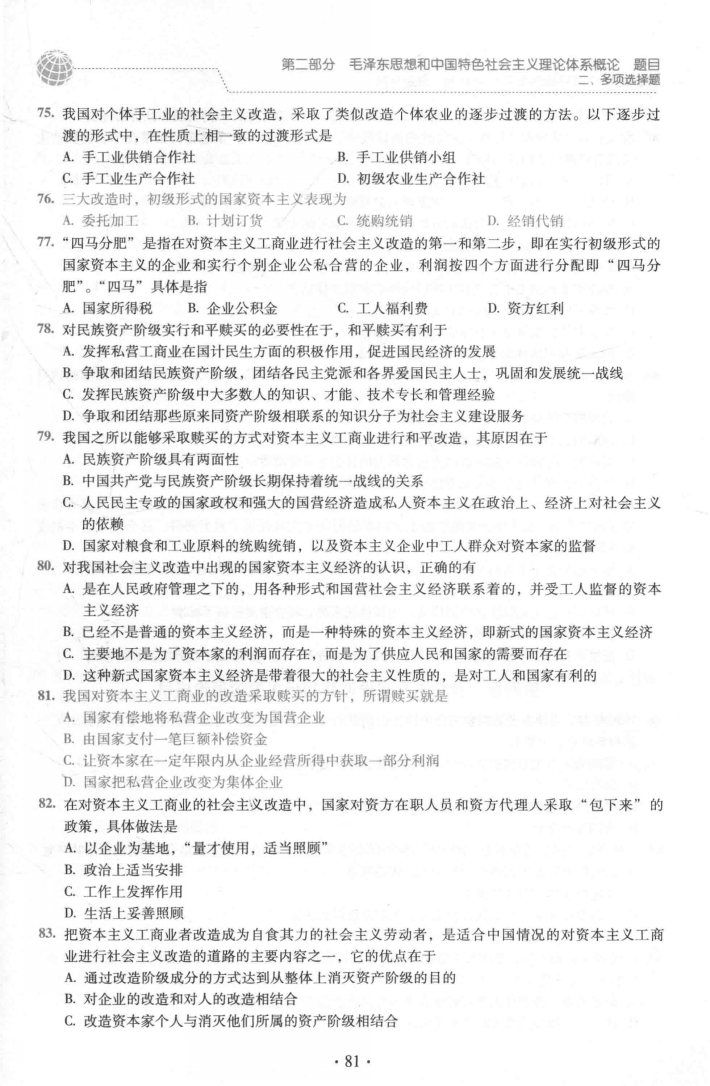 第二部分 毛泽东思想和中国特色社会主义理论体系概论 题目
二、多项选择题
75. 我国对个体手工业的社会主义改造，采取了类似改造个体农业的逐步过渡的方法。以下逐步过
渡的形式中，在性质上相一致的过渡形式是
A. 手工业供销合作社 B. 手工业供销小组
C. 手工业生产合作社 D. 初级农业生产合作社
76. 三大改造时，初级形式的国家资本主义表现为
A. 委托加工 B. 计划订货 C. 统购统销 D. 经销代销
77. “四马分肥”是指在对资本主义工商业进行社会主义改造的第一和第二步，即在实行初级形式的
国家资本主义的企业和实行个别企业公私合营的企业，利润按四个方面进行分配即“四马分
肥”。“四马”具体是指
A. 国家所得税 B. 企业公积金 C. 工人福利费 D. 资方红利
78. 对民族资产阶级实行和平赎买的必要性在于，和平赎买有利于
A. 发挥私营工商业在国计民生方面的积极作用，促进国民经济的发展
B. 争取和团结民族资产阶级，团结各民主党派和各界爱国民主人士，巩固和发展统一战线
C. 发挥民族资产阶级中大多数人的知识、才能、技术专长和管理经验
D. 争取和团结那些原来同资产阶级相联系的知识分子为社会主义建设服务
79. 我国之所以能够采取赎买的方式对资本主义工商业进行和平改造，其原因在于
A. 民族资产阶级具有两面性
B. 中国共产党与民族资产阶级长期保持着统一战线的关系
C. 人民民主专政的国家政权和强大的国营经济造成私人资本主义在政治上、经济上对社会主义
的依赖
D. 国家对粮食和工业原料的统购统销，以及资本主义企业中工人群众对资本家的监督
80. 对我国社会主义改造中出现的国家资本主义经济的认识，正确的有
A. 是在人民政府管理之下的，用各种形式和国营社会主义经济联系着的，并受工人监督的资本
主义经济
B. 已经不是普通的资本主义经济，而是一种特殊的资本主义经济，即新式的国家资本主义经济
C. 主要地不是为了资本家的利润而存在，而是为了供应人民和国家的需要而存在
D. 这种新式国家资本主义经济是带着很大的社会主义性质的，是对工人和国家有利的
81. 我国对资本主义工商业的改造采取赎买的方针，所谓赎买就是
A. 国家有偿地将私营企业改变为国营企业
B. 由国家支付一笔巨额补偿资金
C. 让资本家在一定年限内从企业经营所得中获取一部分利润
D. 国家把私营企业改变为集体企业
82. 在对资本主义工商业的社会主义改造中，国家对资方在职人员和资方代理人采取“包下来”的
政策，具体做法是
A. 以企业为基地，“量才使用，适当照顾”
B. 政治上适当安排
C. 工作上发挥作用
D. 生活上妥善照顾
83. 把资本主义工商业者改造成为自食其力的社会主义劳动者，是适合中国情况的对资本主义工商
业进行社会主义改造的道路的主要内容之一，它的优点在于
A. 通过改造阶级成分的方式达到从整体上消灭资产阶级的目的
B. 对企业的改造和对人的改造相结合
C. 改造资本家个人与消灭他们所属的资产阶级相结合
· 81 ·